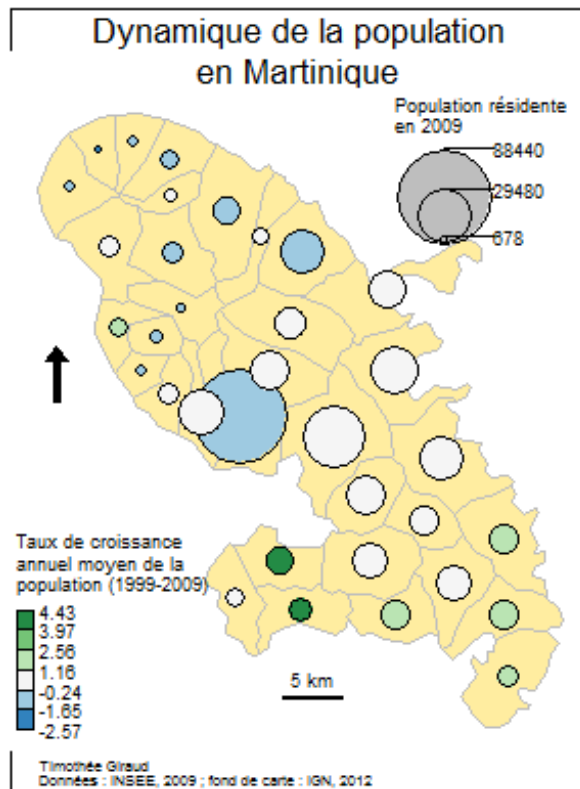 Dynamique de la population
en Martinique
Population résidente
en 2009
88440
29480
678
Taux de croissance
annuel moyen de la
population (1999-2009)
4.43
3.97
2.56
1.16
-0.24
-1.65
-2.57
5 km
Timothée Giraud
Données : INSEE, 2009 ; fond de carte : IGN, 2012